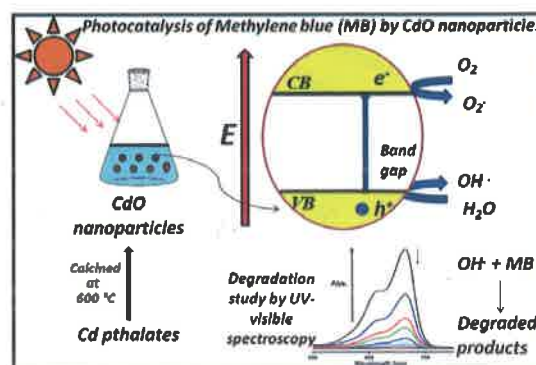 Photocatalysis of Methylene blue (MB) by CdO nanoparticles
CB
e-
O2
O2·
E
Band
gap
VB
h+
OH ·
H2O
CdO
nanoparticles
Calcined
at
600 °C
Cd pthalates
Degradation
study by UV-
visible
spectroscopy
OH· + MB
Degraded
products